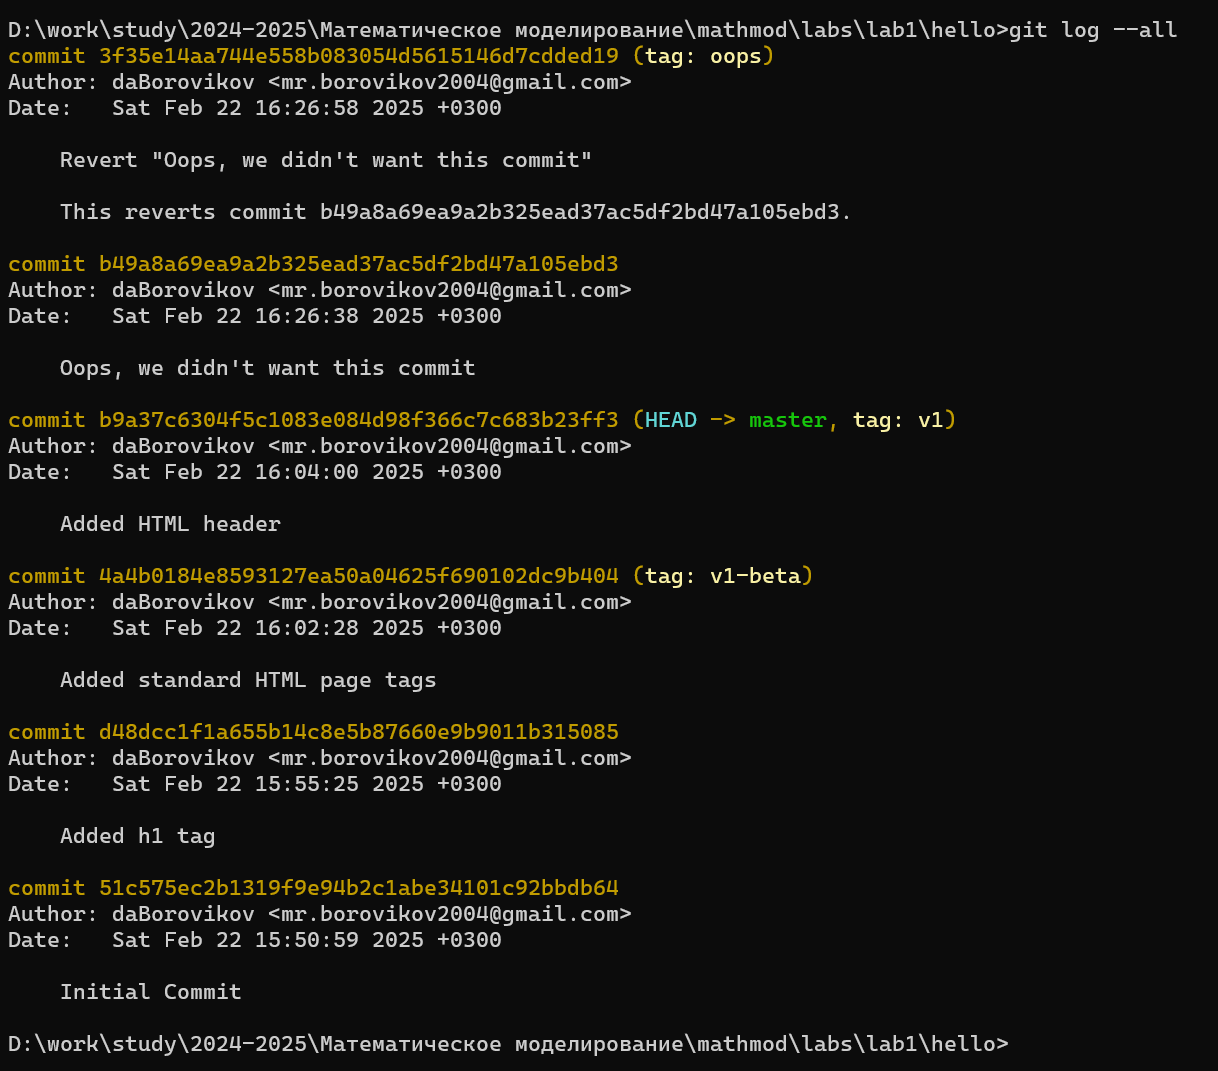 D:\work\study\2024-2025\Математическое моделирование\mathmod\labs\lab1\hello>git log --all
commit 3f35e14aa744e558b083054d5615146d7cdded19 (tag: oops)
Author: daBorovikov <mr.borovikov2004@gmail.com>
Date:   Sat Feb 22 16:26:58 2025 +0300
    Revert "Oops, we didn't want this commit"
    This reverts commit b49a8a69ea9a2b325ead37ac5df2bd47a105ebd3.
commit b49a8a69ea9a2b325ead37ac5df2bd47a105ebd3
Author: daBorovikov <mr.borovikov2004@gmail.com>
Date:   Sat Feb 22 16:26:38 2025 +0300
    Oops, we didn't want this commit
commit b9a37c6304f5c1083e084d98f366c7c683b23ff3 (HEAD -> master, tag: v1)
Author: daBorovikov <mr.borovikov2004@gmail.com>
Date:   Sat Feb 22 16:04:00 2025 +0300
    Added HTML header
commit 4a4b0184e8593127ea50a04625f690102dc9b404 (tag: v1-beta)
Author: daBorovikov <mr.borovikov2004@gmail.com>
Date:   Sat Feb 22 16:02:28 2025 +0300
    Added standard HTML page tags
commit d48dcc1f1a655b14c8e5b87660e9b9011b315085
Author: daBorovikov <mr.borovikov2004@gmail.com>
Date:   Sat Feb 22 15:55:25 2025 +0300
    Added h1 tag
commit 51c575ec2b1319f9e94b2c1abe34101c92bbdb64
Author: daBorovikov <mr.borovikov2004@gmail.com>
Date:   Sat Feb 22 15:50:59 2025 +0300
    Initial Commit
D:\work\study\2024-2025\Математическое моделирование\mathmod\labs\lab1\hello>